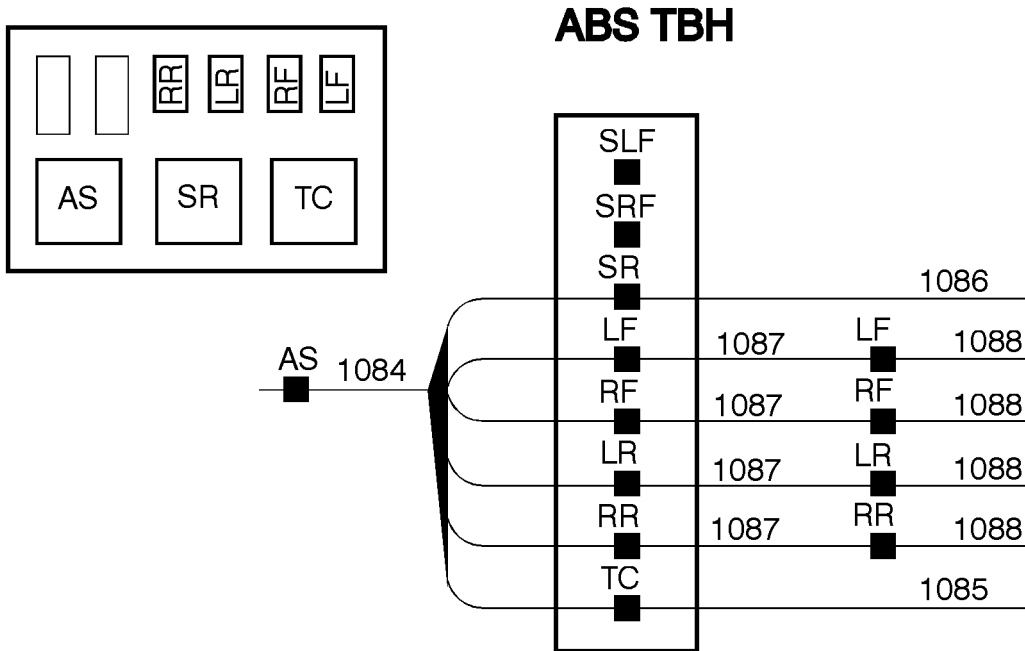 ABS TBH
RR LR RF LF
AS SR TC
SLF
SRF
SR 1086
LF 1087 LF 1088
AS 1084
RF 1087 RF 1088
LR 1087 LR 1088
RR 1087 RR 1088
TC 1085